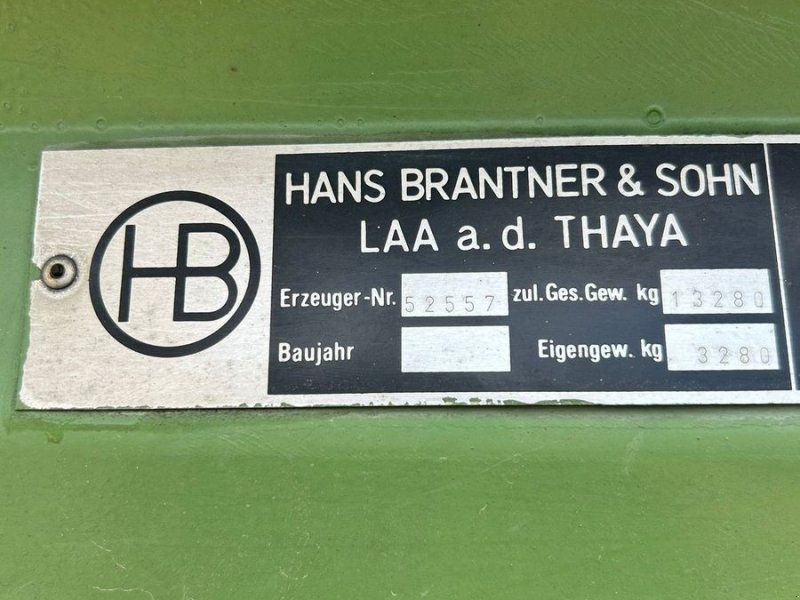 HB
HANS BRANTNER & SOHN
LAA a. d. THAYA
Erzeuger-Nr. 52557 zul. Ges. Gew. kg 13280
Baujahr Eigengew. kg 3280